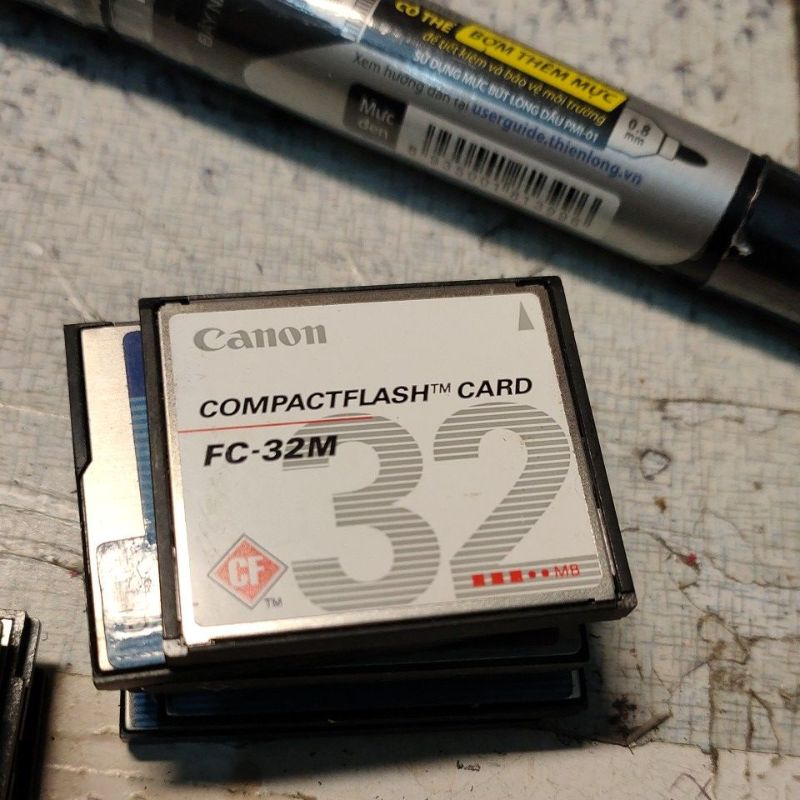 CÓ THỂ BƠM THÊM MỰC
để tiết kiệm và bảo vệ môi trường
SỬ DỤNG MỰC BÚT LÔNG DẦU PMI-01
Xem hướng dẫn tại userguide.thienlong.vn
Mực
đen
0.8
mm
Canon
COMPACTFLASH™ CARD
FC-32M
32
CF
TM
MB